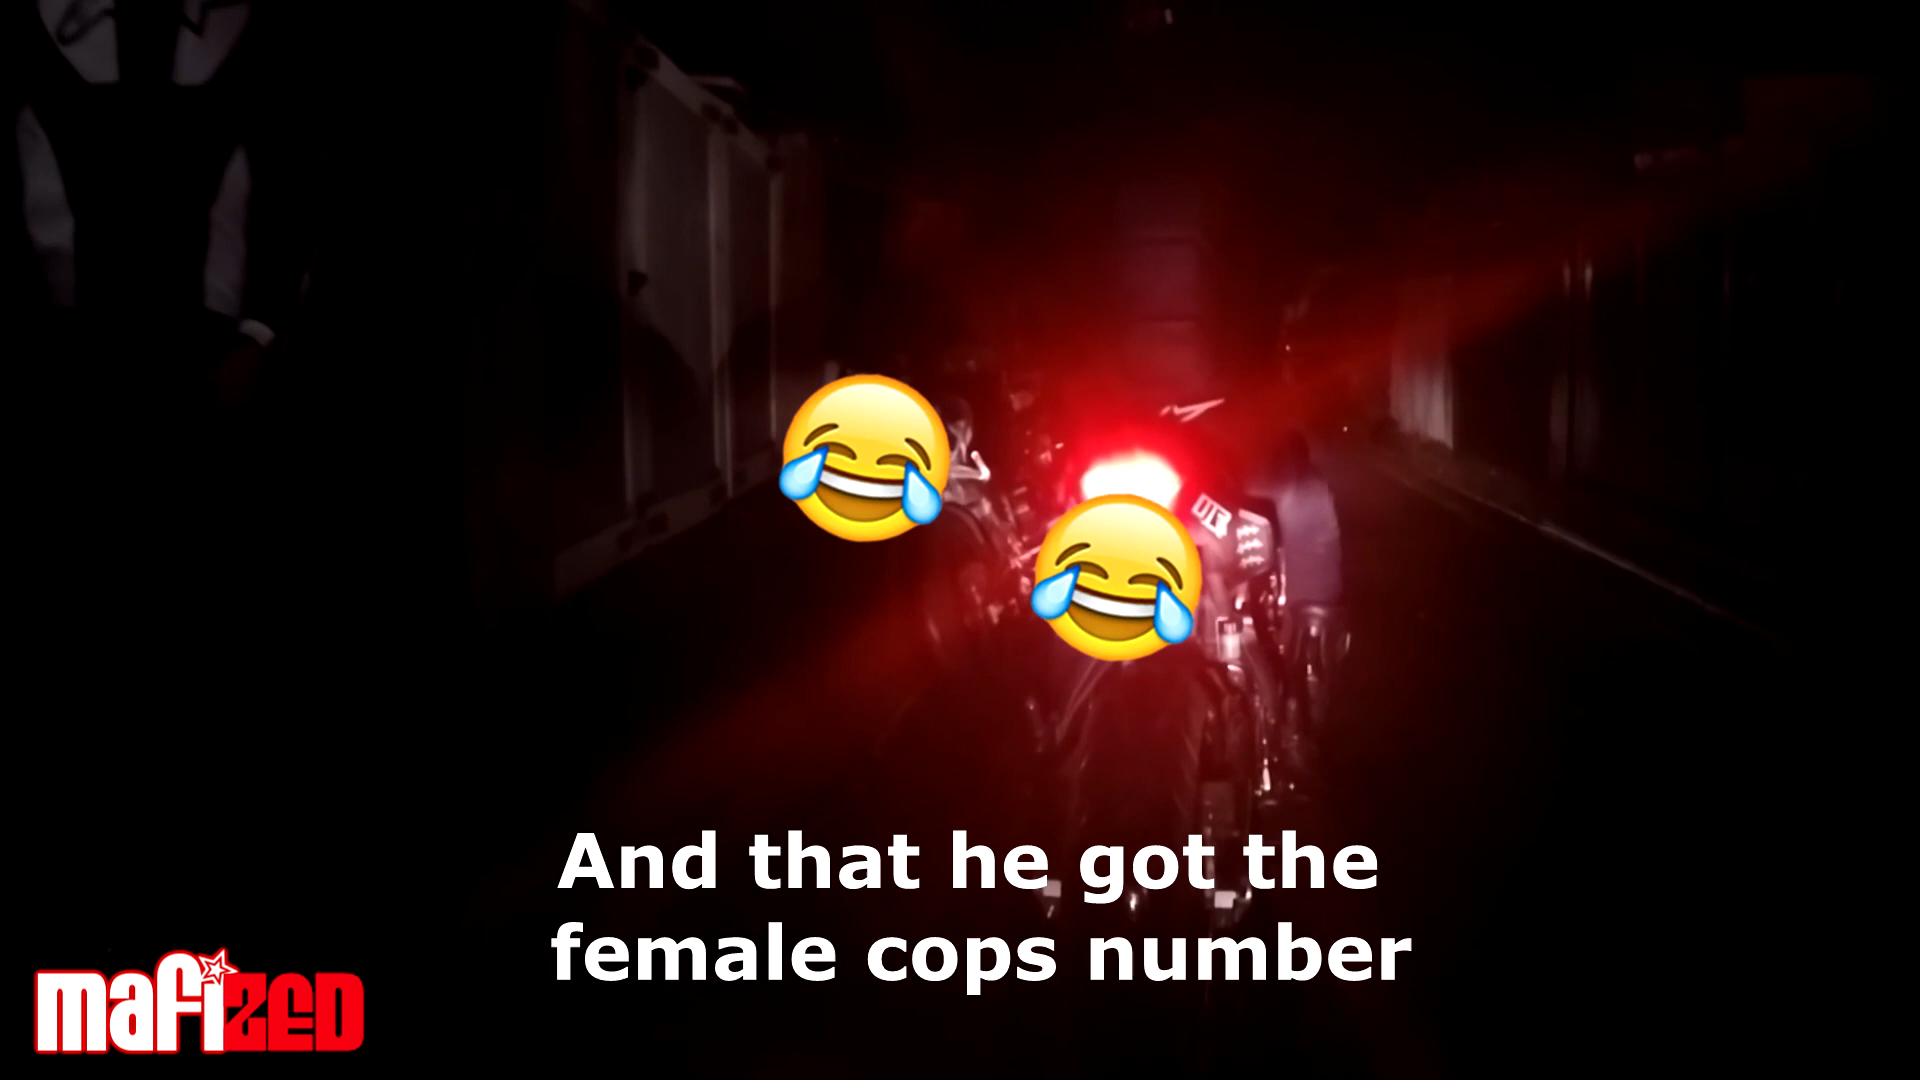 And that he got the
female cops number
mafized